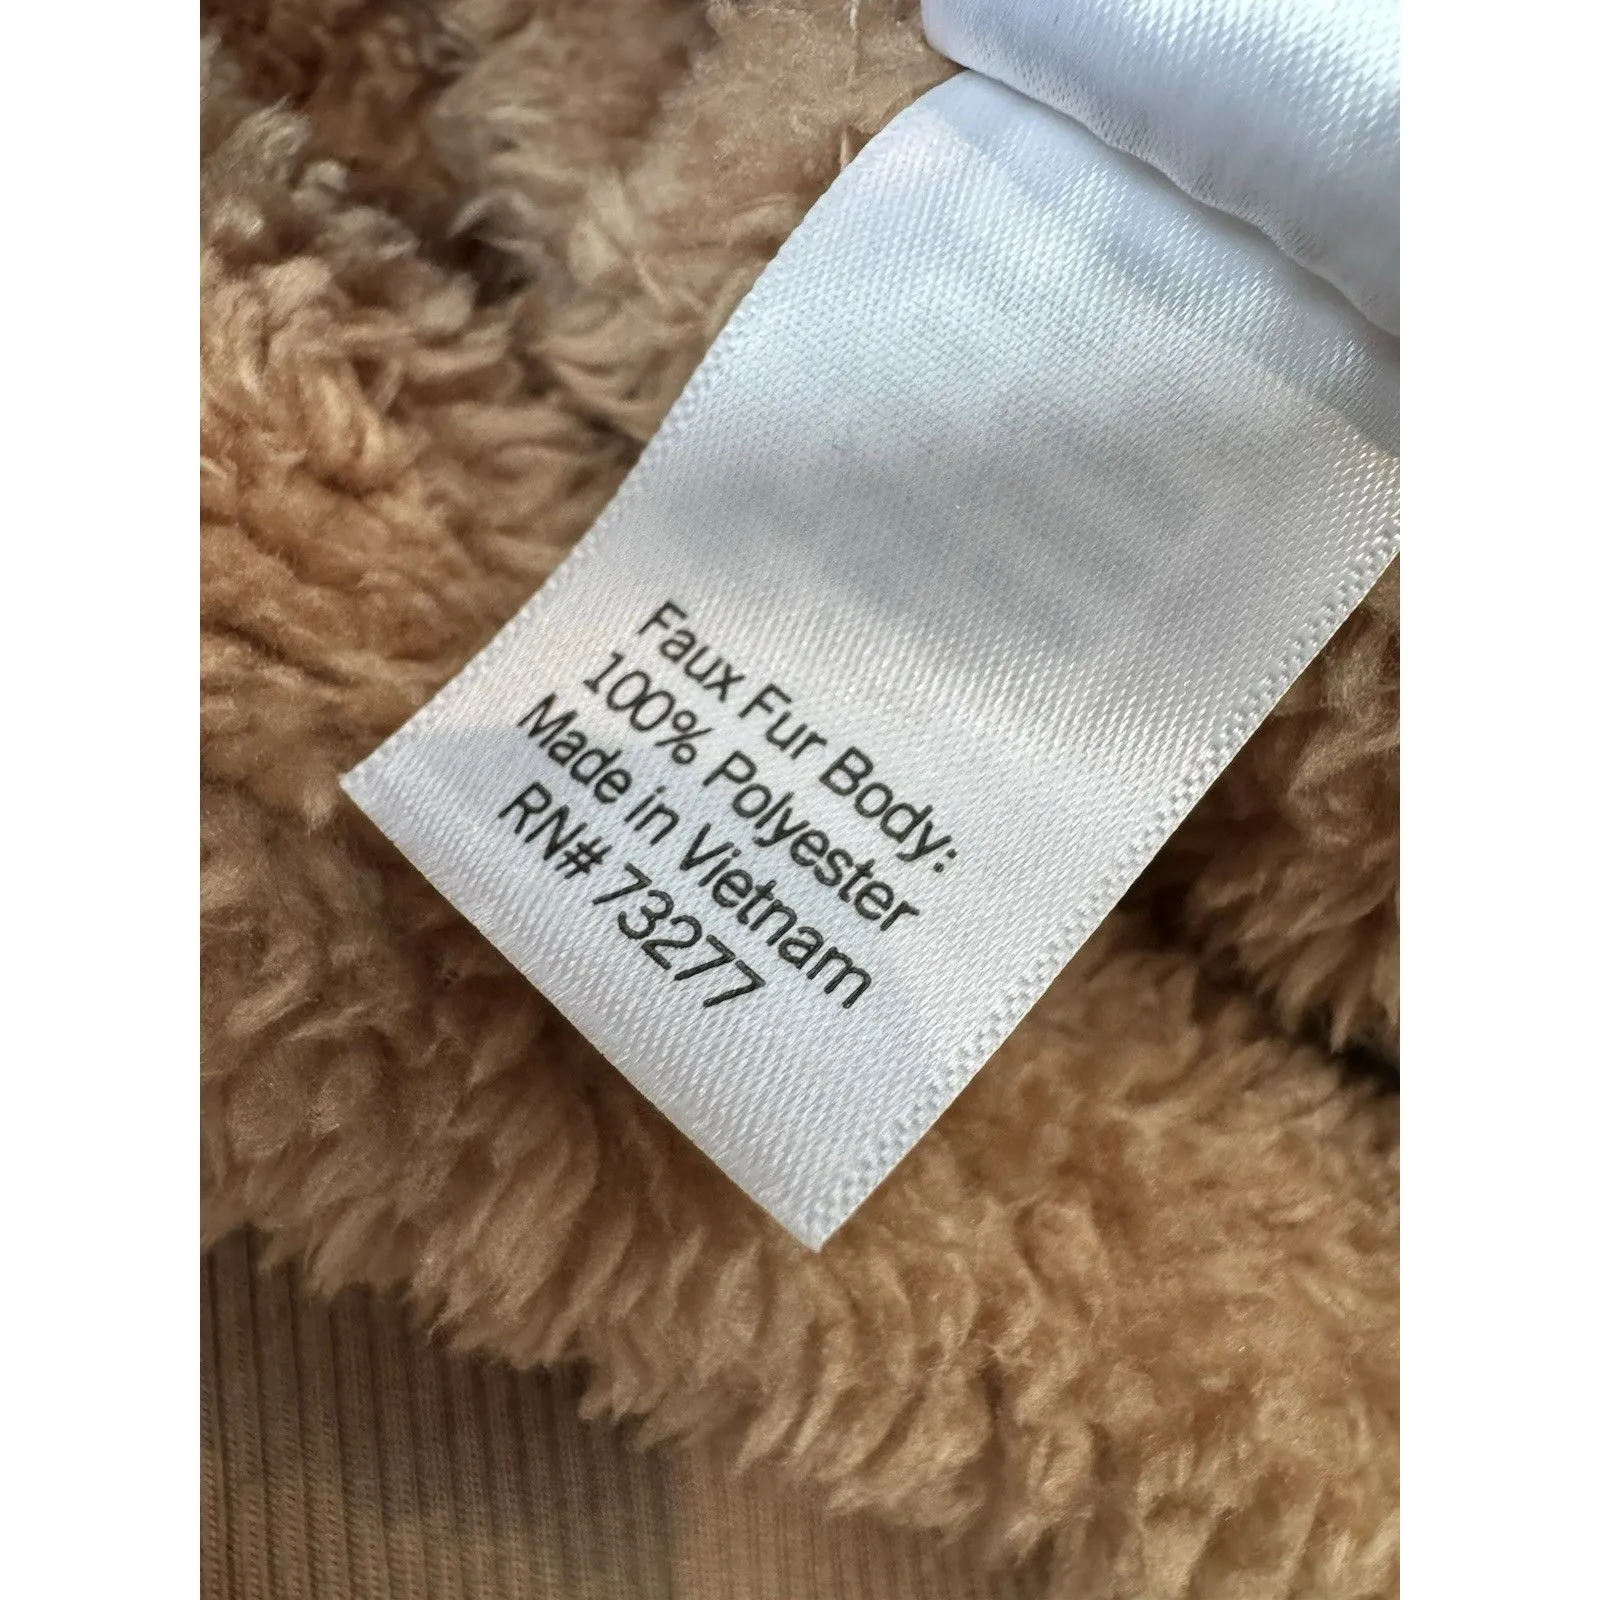 Faux Fur Body:
100% Polyester
Made in Vietnam
RN# 73277